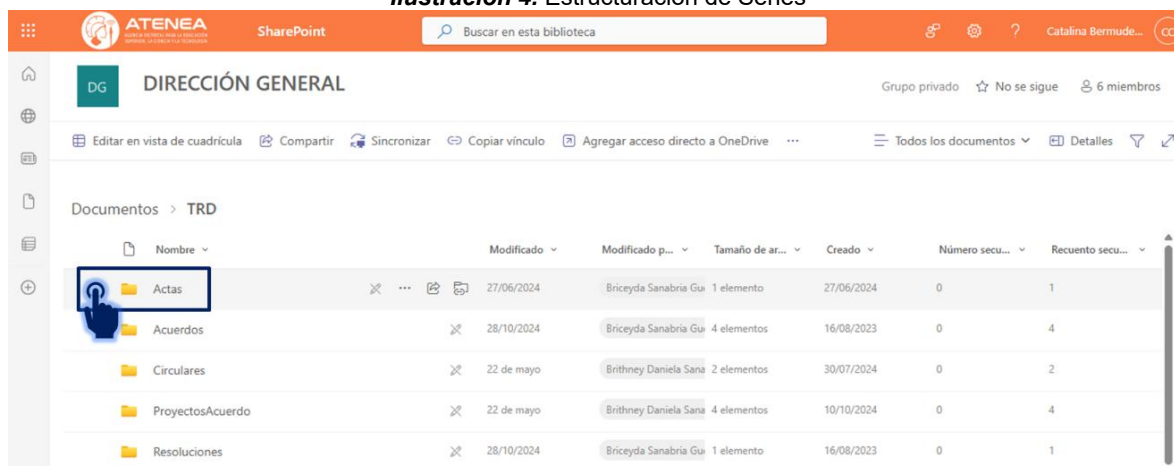 Ilustración 4. Estructuración de Series
ATENEA
SharePoint
Buscar en esta biblioteca
Catalina Bermude...
DG
DIRECCIÓN GENERAL
Grupo privado No se sigue 6 miembros
Editar en vista de cuadrícula Compartir Sincronizar Copiar vínculo Agregar acceso directo a OneDrive ... Todos los documentos Detalles
Documentos > TRD
Nombre Modificado Modificado p... Tamaño de ar... Creado Número secu... Recuento secu...
Actas ... 27/06/2024 Briceyda Sanabria Gu 1 elemento 27/06/2024 0 1
Acuerdos 28/10/2024 Briceyda Sanabria Gu 4 elementos 16/08/2023 0 4
Circulares 22 de mayo Brithney Daniela Sana 2 elementos 30/07/2024 0 2
ProyectosAcuerdo 22 de mayo Brithney Daniela Sana 4 elementos 10/10/2024 0 4
Resoluciones 28/10/2024 Briceyda Sanabria Gu 1 elemento 16/08/2023 0 1